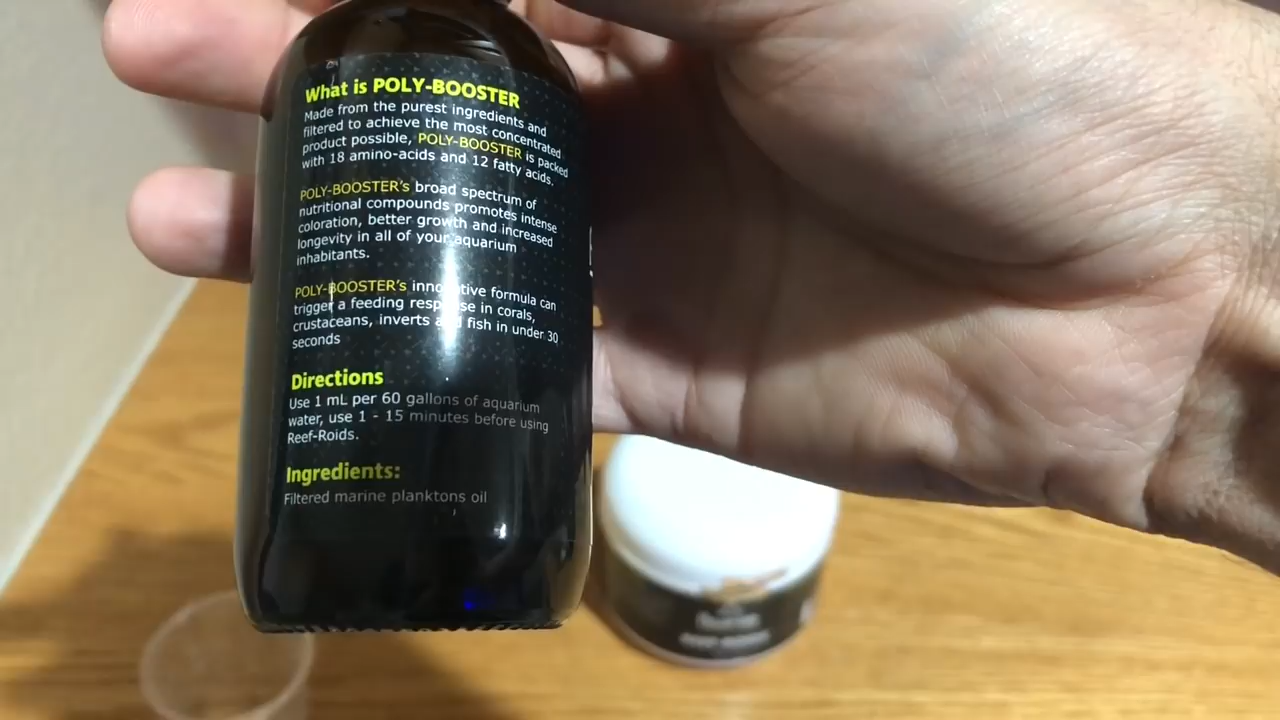 What is POLY-BOOSTER
Made from the purest ingredients and
filtered to achieve the most concentrated
product possible, POLY-BOOSTER is packed
with 18 amino-acids and 12 fatty acids.
POLY-BOOSTER's broad spectrum of
nutritional compounds promotes intense
coloration, better growth and increased
longevity in all of your aquarium
inhabitants.
POLY-BOOSTER's innovative formula can
trigger a feeding response in corals,
crustaceans, inverts and fish in under 30
seconds
Directions
Use 1 mL per 60 gallons of aquarium
water, use 1 - 15 minutes before using
Reef-Roids.
Ingredients:
Filtered marine planktons oil